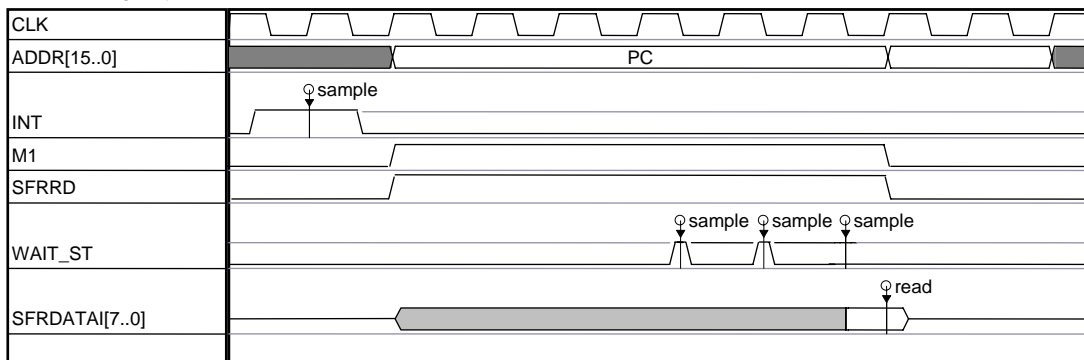 CLK
ADDR[15..0]
PC
sample
INT
M1
SFRRD
sample sample sample
WAIT_ST
read
SFRDATAI[7..0]